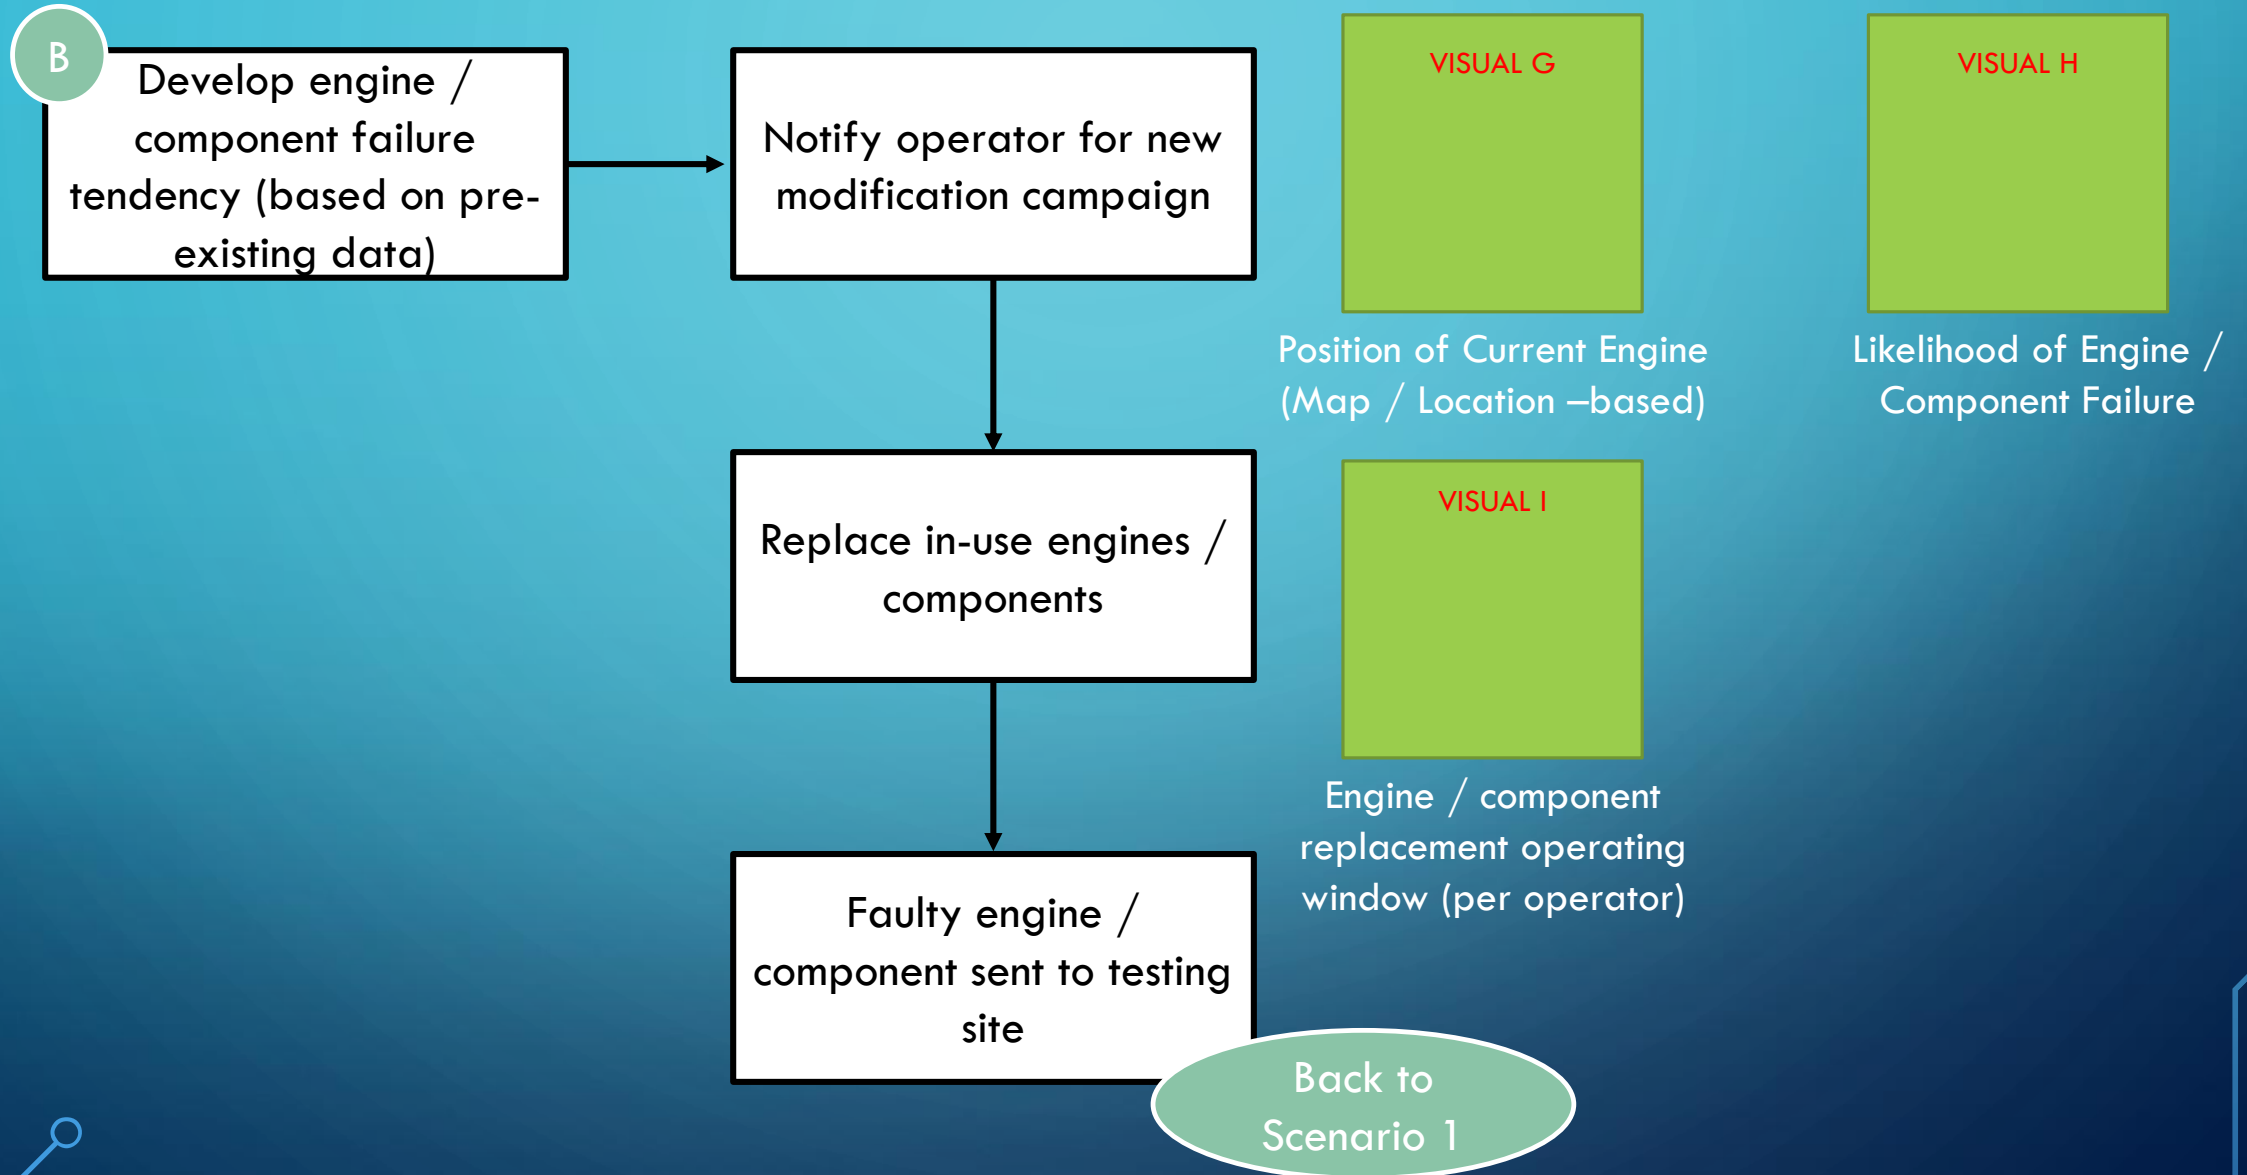 B
Develop engine /
component failure
tendency (based on pre-
existing data)
Notify operator for new
modification campaign
VISUAL G
Position of Current Engine
(Map / Location –based)
VISUAL H
Likelihood of Engine /
Component Failure
Replace in-use engines /
components
VISUAL I
Engine / component
replacement operating
window (per operator)
Faulty engine /
component sent to testing
site
Back to
Scenario 1